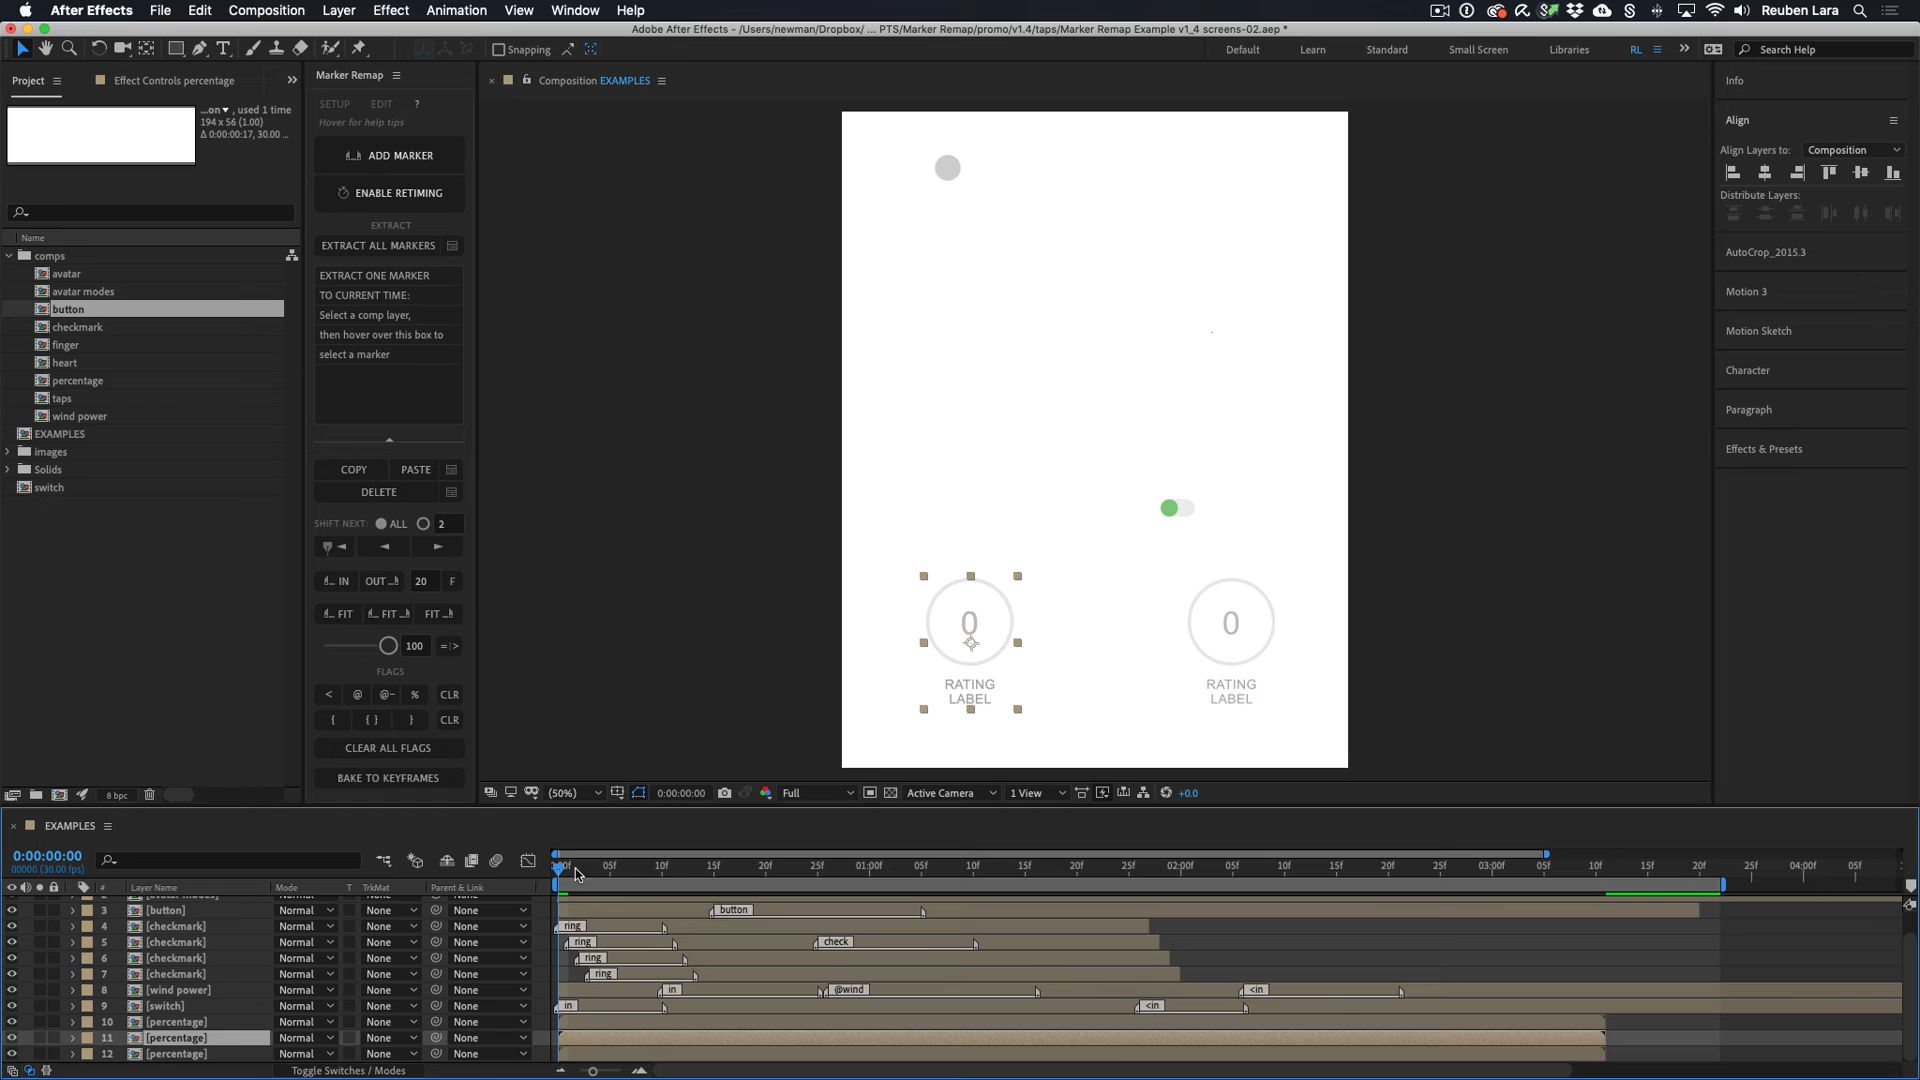 After Effects File Edit Composition Layer Effect Animation View Window Help Reuben Lara
Adobe After Effects - /Users/newman/Dropbox/ ... PTS/Marker Remap/promo/v1.4/taps/Marker Remap Example v1_4 screens-02.aep *
Snapping Default Learn Standard Small Screen Libraries RL Search Help
Project Effect Controls percentage
...on , used 1 time
194 x 56 (1.00)
Δ 0:00:00:17, 30.00 ...
Name
comps
avatar
avatar modes
button
checkmark
finger
heart
percentage
taps
wind power
EXAMPLES
images
Solids
switch
8 bpc
Marker Remap
SETUP EDIT ?
Hover for help tips
ADD MARKER
ENABLE RETIMING
EXTRACT
EXTRACT ALL MARKERS
EXTRACT ONE MARKER
TO CURRENT TIME:
Select a comp layer,
then hover over this box to
select a marker
COPY PASTE
DELETE
SHIFT NEXT: ALL 2
IN OUT 20 F
FIT FIT FIT
100 =|>
FLAGS
< @ @- % CLR
{ { } } CLR
CLEAR ALL FLAGS
BAKE TO KEYFRAMES
Composition EXAMPLES
0
RATING
LABEL
0
RATING
LABEL
(50%) 0:00:00:00 Full Active Camera 1 View +0.0
Info
Align
Align Layers to: Composition
Distribute Layers:
AutoCrop_2015.3
Motion 3
Motion Sketch
Character
Paragraph
Effects & Presets
EXAMPLES
0:00:00:00
00000 (30.00 fps)
05f 10f 15f 20f 25f 01:00f 05f 10f 15f 20f 25f 02:00f 05f 10f 15f 20f 25f 03:00f 05f 10f 15f 20f 25f 04:00f 05f
# Layer Name Mode T TrkMat Parent & Link
3 [button] Normal None None button
4 [checkmark] Normal None None ring
5 [checkmark] Normal None None ring check
6 [checkmark] Normal None None ring
7 [checkmark] Normal None None ring
8 [wind power] Normal None None in @wind <in
9 [switch] Normal None None in <in
10 [percentage] Normal None None
11 [percentage] Normal None None
12 [percentage] Normal None None
Toggle Switches / Modes